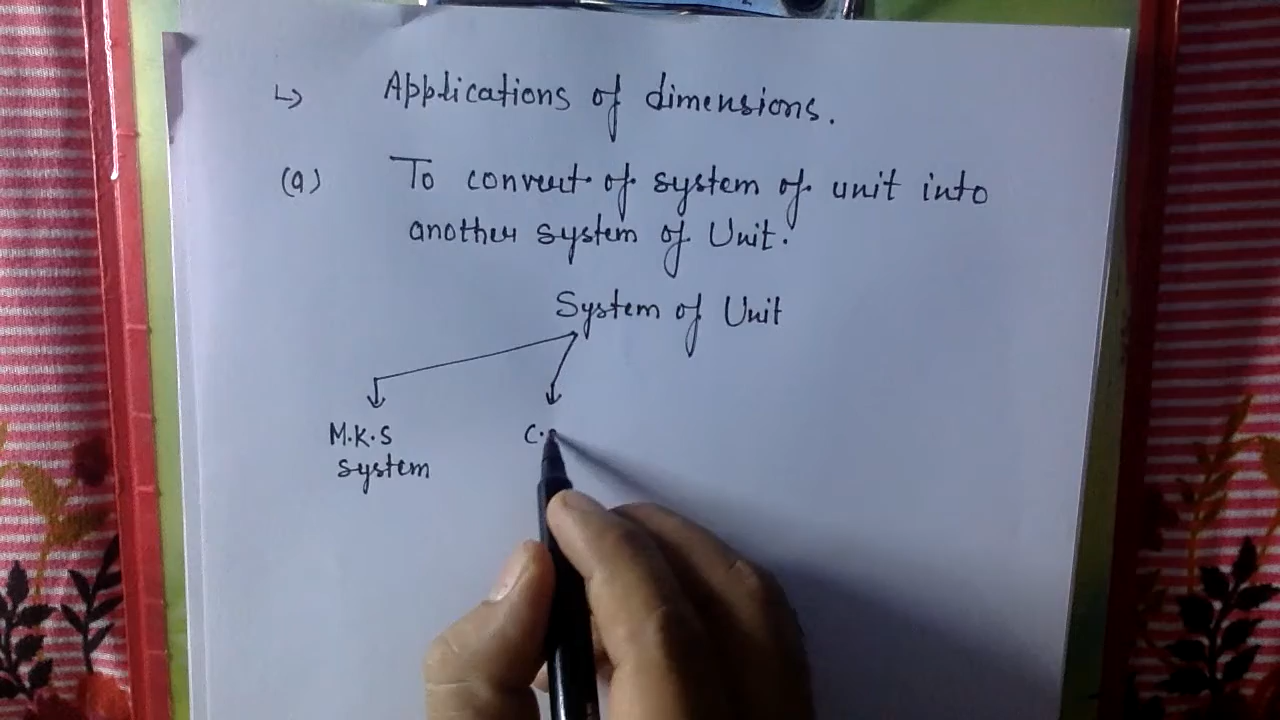 ↳ Applications of dimensions.
(a) To convert of system of unit into
another system of Unit.
System of Unit
M.K.S C.
system